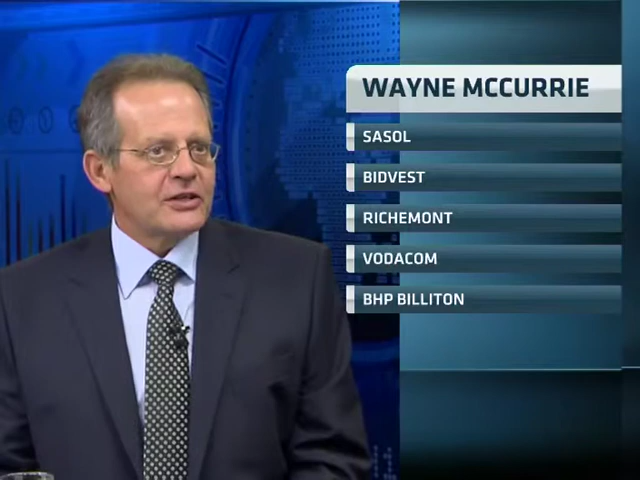 WAYNE MCCURRIE
SASOL
BIDVEST
RICHEMONT
VODACOM
BHP BILLITON